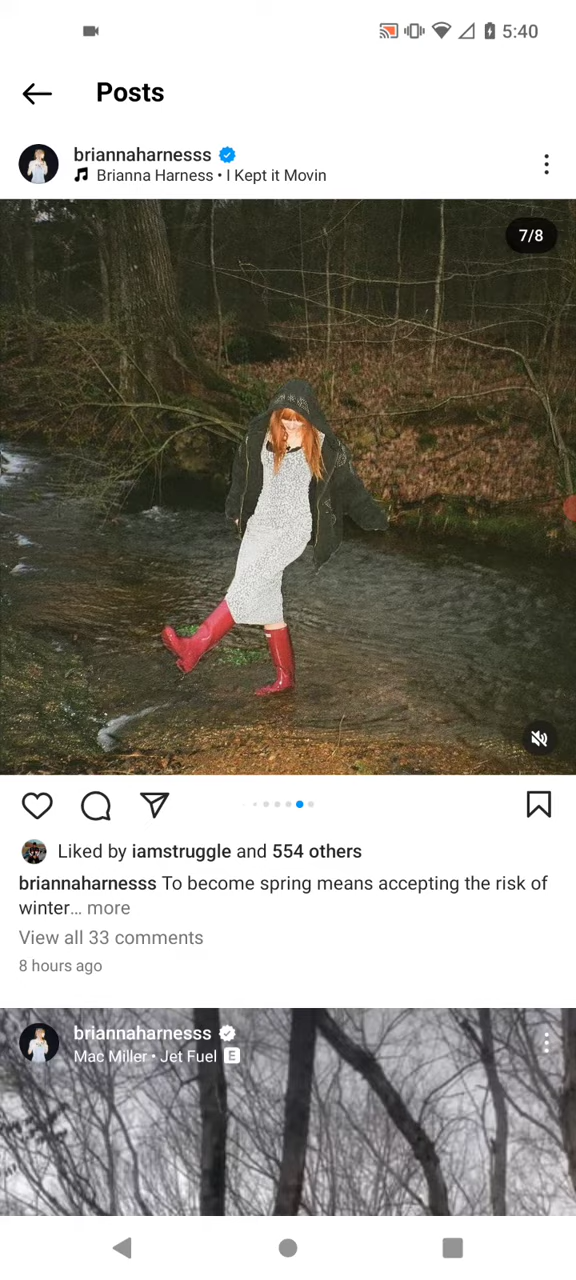 5:40
Posts
briannaharnesss
Brianna Harness • I Kept it Movin
7/8
Liked by iamstruggle and 554 others
briannaharnesss To become spring means accepting the risk of
winter… more
View all 33 comments
8 hours ago
briannaharnesss
Mac Miller • Jet Fuel E